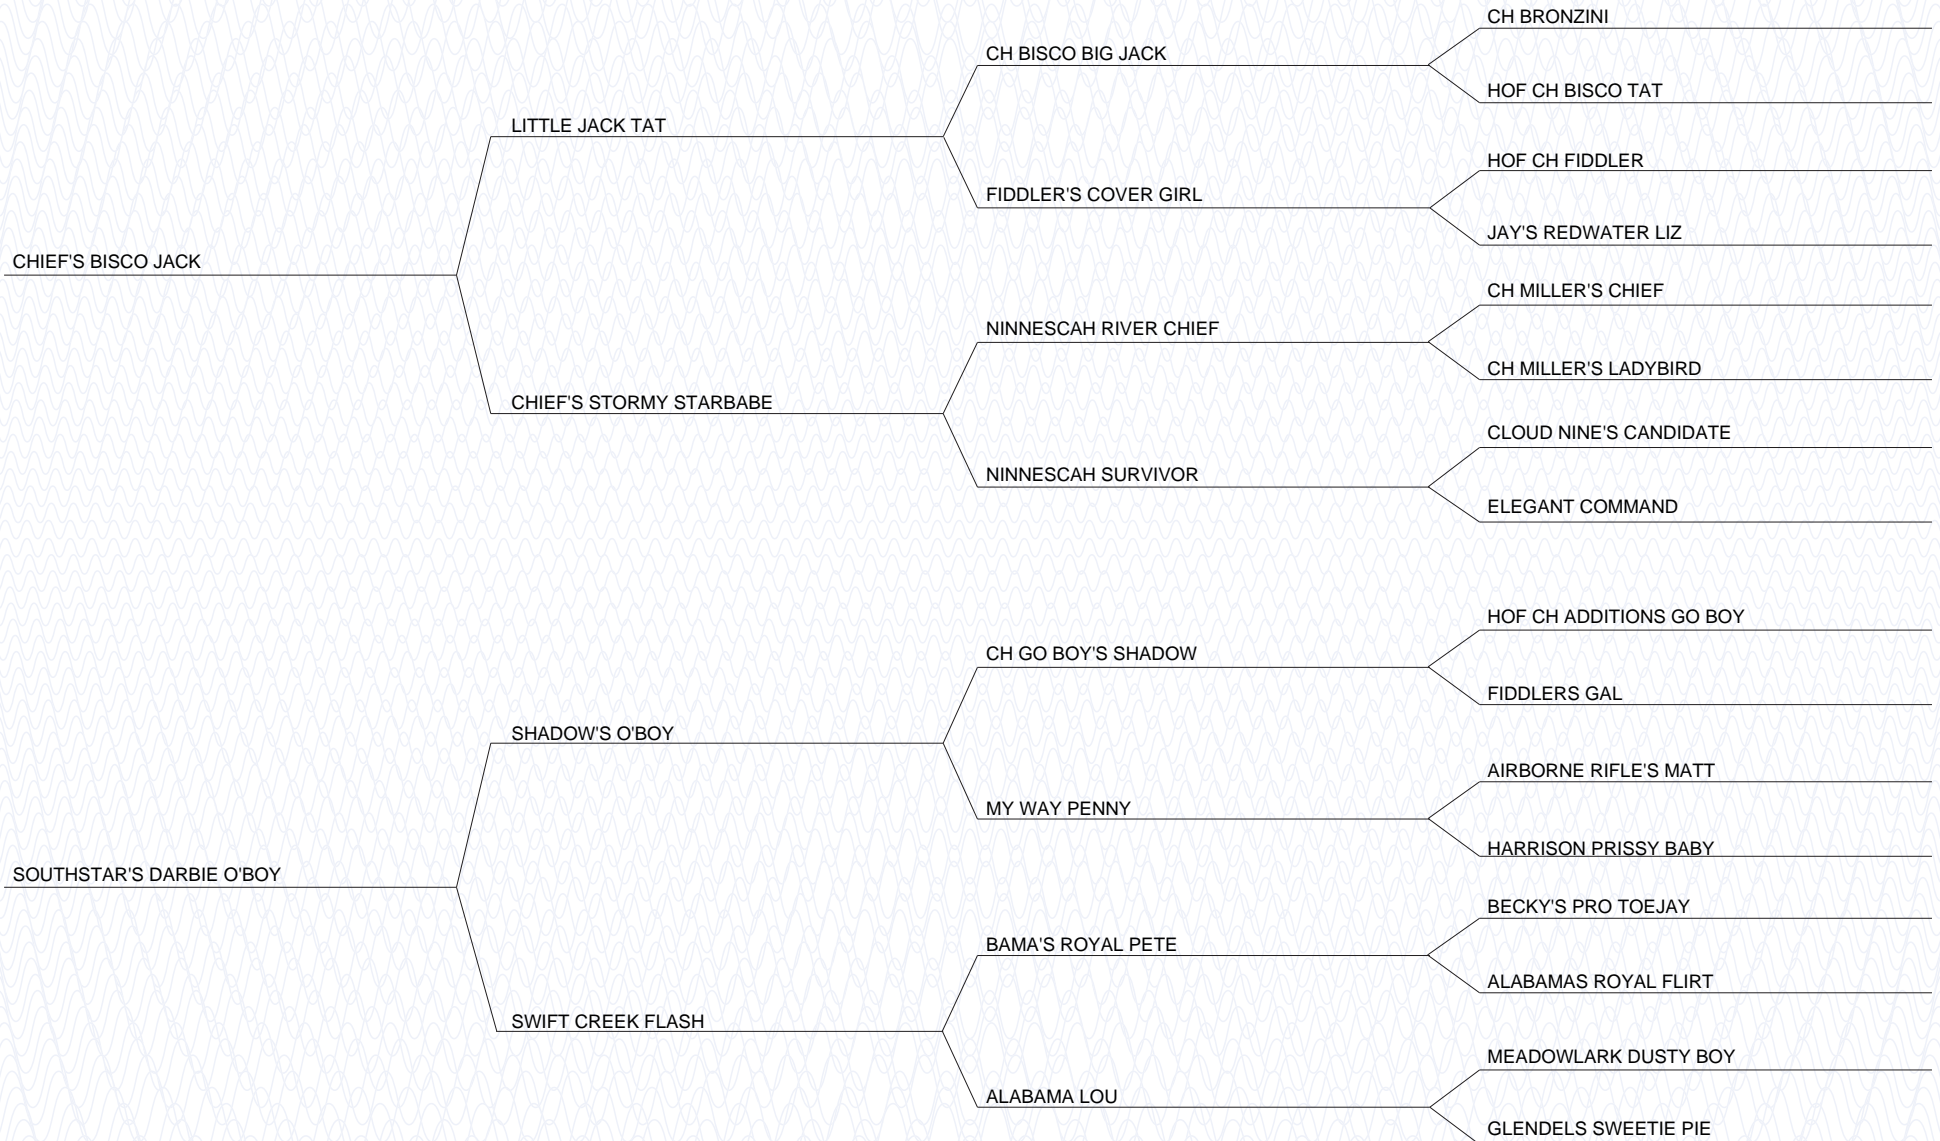 CH BRONZINI
CH BISCO BIG JACK
HOF CH BISCO TAT
LITTLE JACK TAT
HOF CH FIDDLER
FIDDLER'S COVER GIRL
JAY'S REDWATER LIZ
CHIEF'S BISCO JACK
CH MILLER'S CHIEF
NINNESCAH RIVER CHIEF
CH MILLER'S LADYBIRD
CHIEF'S STORMY STARBABE
CLOUD NINE'S CANDIDATE
NINNESCAH SURVIVOR
ELEGANT COMMAND
HOF CH ADDITIONS GO BOY
CH GO BOY'S SHADOW
FIDDLERS GAL
SHADOW'S O'BOY
AIRBORNE RIFLE'S MATT
MY WAY PENNY
HARRISON PRISSY BABY
SOUTHSTAR'S DARBIE O'BOY
BECKY'S PRO TOEJAY
BAMA'S ROYAL PETE
ALABAMAS ROYAL FLIRT
SWIFT CREEK FLASH
MEADOWLARK DUSTY BOY
ALABAMA LOU
GLENDELS SWEETIE PIE